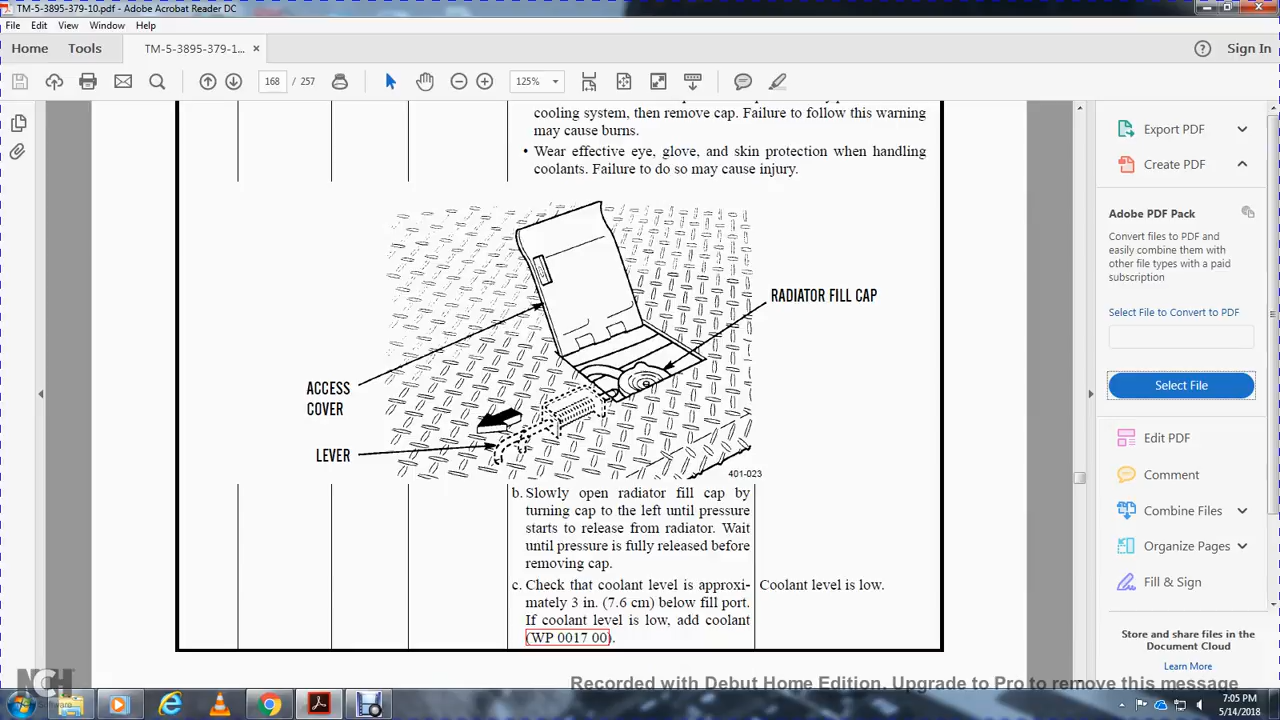 TM-5-3895-379-10.pdf - Adobe Acrobat Reader DC
File Edit View Window Help
Home Tools TM-5-3895-379-1... × Sign In
168 / 257 125%
cooling system, then remove cap. Failure to follow this warning
may cause burns.
• Wear effective eye, glove, and skin protection when handling
coolants. Failure to do so may cause injury.
RADIATOR FILL CAP
ACCESS
COVER
LEVER
401-023
b. Slowly open radiator fill cap by
turning cap to the left until pressure
starts to release from radiator. Wait
until pressure is fully released before
removing cap.
c. Check that coolant level is approxi-
mately 3 in. (7.6 cm) below fill port.
If coolant level is low, add coolant
(WP 0017 00).
Coolant level is low.
Export PDF
Create PDF
Adobe PDF Pack
Convert files to PDF and
easily combine them with
other file types with a paid
subscription
Select File to Convert to PDF
Select File
Edit PDF
Comment
Combine Files
Organize Pages
Fill & Sign
Store and share files in the
Document Cloud
Learn More
NCH
Recorded with Debut Home Edition. Upgrade to Pro to remove this message
7:05 PM
5/14/2018